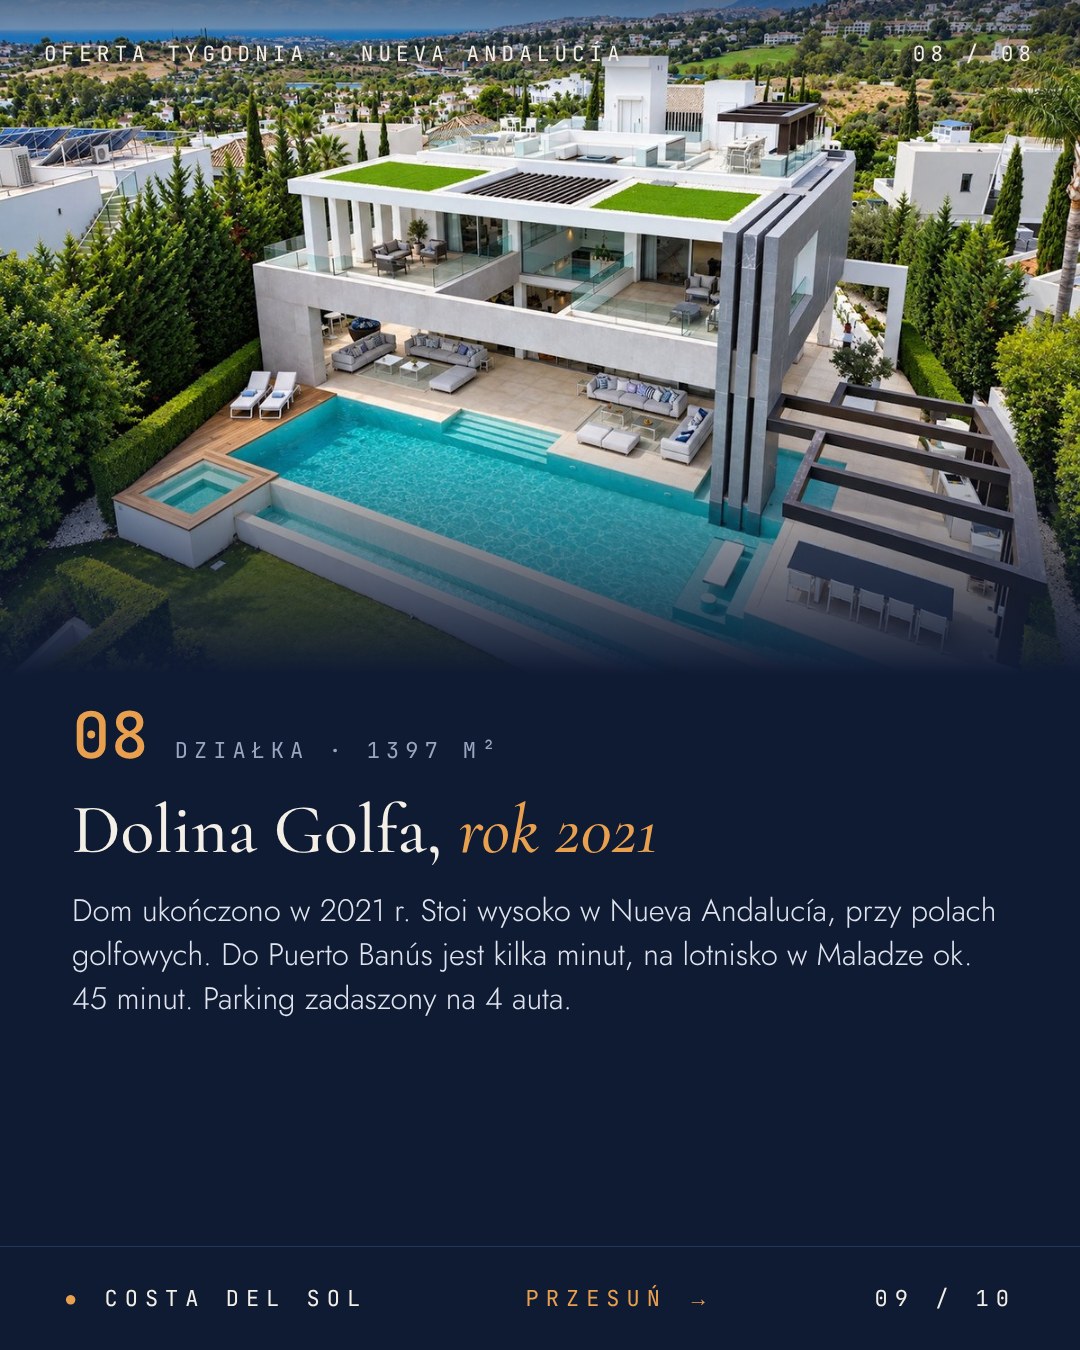 OFERTA TYGODNIA · NUEVA ANDALUCÍA
08 / 08
08 DZIAŁKA · 1397 M²
Dolina Golfa, rok 2021
Dom ukończono w 2021 r. Stoi wysoko w Nueva Andalucía, przy polach
golfowych. Do Puerto Banús jest kilka minut, na lotnisko w Maladze ok.
45 minut. Parking zadaszony na 4 auta.
• COSTA DEL SOL
PRZESUŃ →
09 / 10